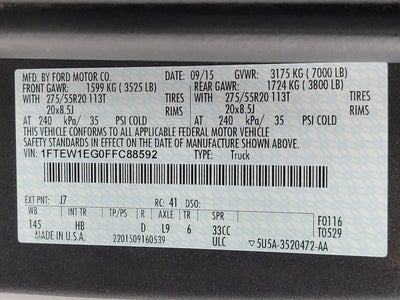 MFD. BY FORD MOTOR CO. 09/15 GVWR: 3175 KG ( 7000 LB)
FRONT GAWR: 1599 KG ( 3525 LB) REAR GAWR: 1724 KG ( 3800 LB)
WITH 275/55R20 113T TIRES WITH 275/55R20 113T TIRES
20x8.5J RIMS 20x8.5J RIMS
AT 240 kPa/ 35 PSI COLD AT 240 kPa/ 35 PSI COLD
THIS VEHICLE CONFORMS TO ALL APPLICABLE FEDERAL MOTOR VEHICLE
SAFETY STANDARDS IN EFFECT ON THE DATE OF MANUFACTURE SHOWN ABOVE.
VIN: 1FTEW1EG0FFC88592 TYPE: Truck
EXT PNT: J7 RC: 41 DSO:
WB BRK INT TR TP/PS R AXLE TR SPR F0116
145 HB D L9 6 33CC T0529
MADE IN U.S.A. 2201509160539 ULC 5U5A-3520472-AA